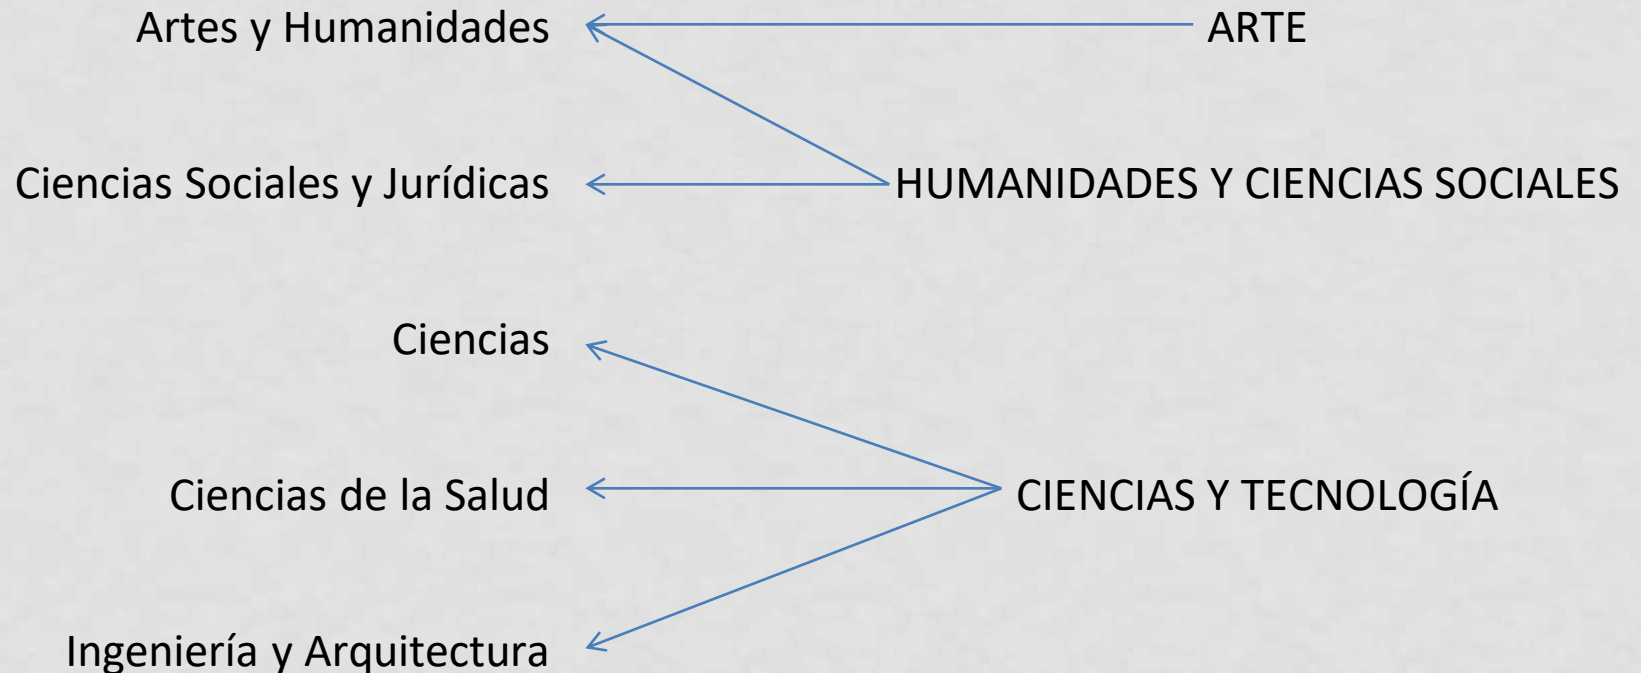 Artes y Humanidades
ARTE
Ciencias Sociales y Jurídicas
HUMANIDADES Y CIENCIAS SOCIALES
Ciencias
Ciencias de la Salud
CIENCIAS Y TECNOLOGÍA
Ingeniería y Arquitectura